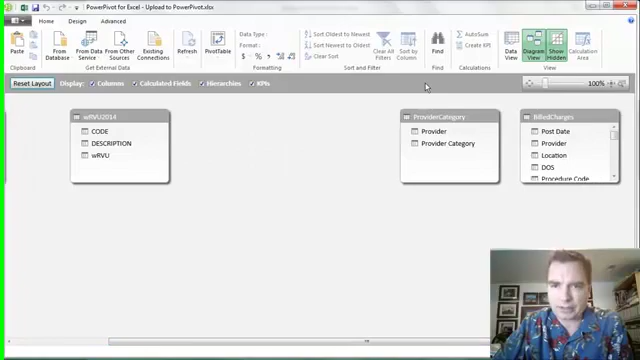 PowerPivot for Excel - Upload to PowerPivot.xlsx
Home Design Advanced
Paste
Clipboard
From Database
From Data Service
From Other Sources
Existing Connections
Get External Data
Refresh
PivotTable
Data Type :
Format :
$ % ,
Formatting
Sort Oldest to Newest
Sort Newest to Oldest
Clear Sort
Clear All Filters
Sort by Column
Sort and Filter
Find
Find
AutoSum
Create KPI
Calculations
Data View
Diagram View
Show Hidden
Calculation Area
View
Reset Layout Display: Columns Calculated Fields Hierarchies KPIs 100%
wRVU2014
CODE
DESCRIPTION
wRVU
ProviderCategory
Provider
Provider Category
BilledCharges
Post Date
Provider
Location
DOS
Procedure Code